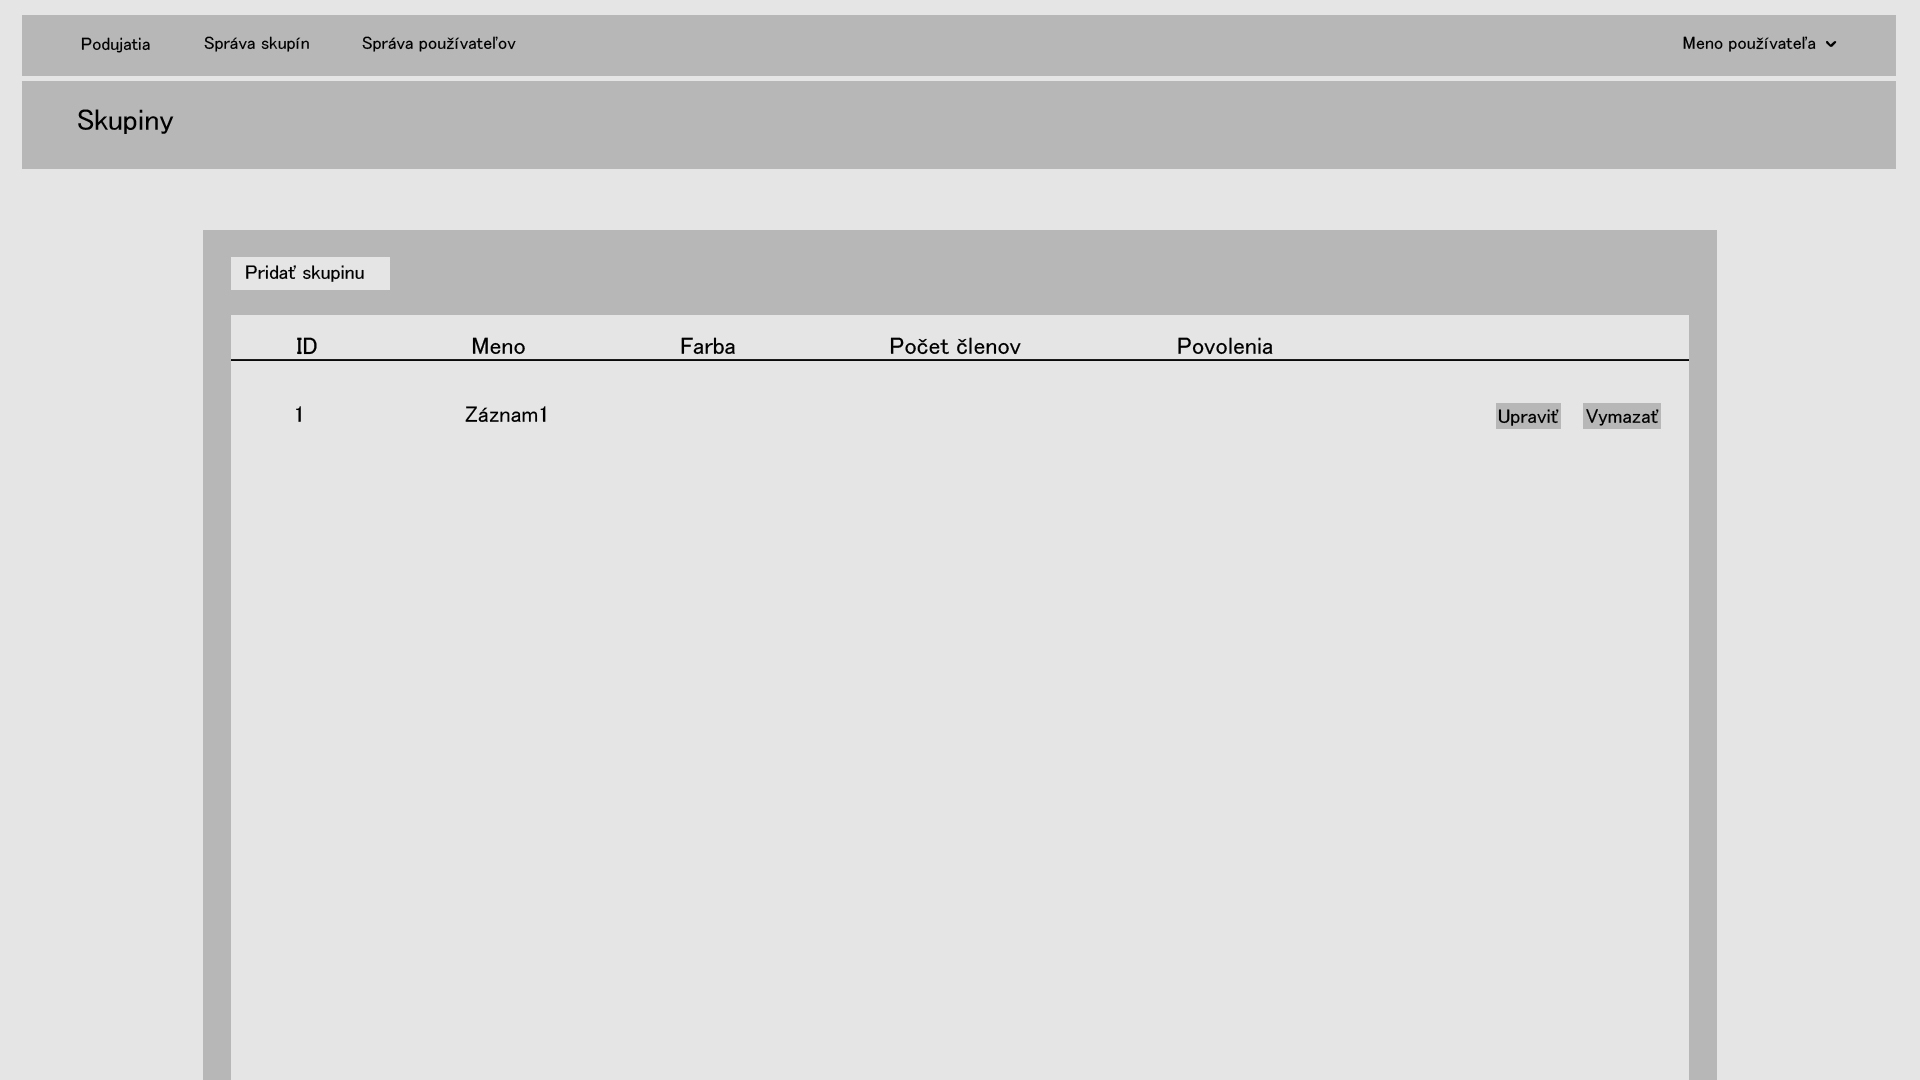 Podujatia Správa skupín Správa používateľov Meno používateľa
Skupiny
Pridať skupinu
ID Meno Farba Počet členov Povolenia
1 Záznam1 Upraviť Vymazať